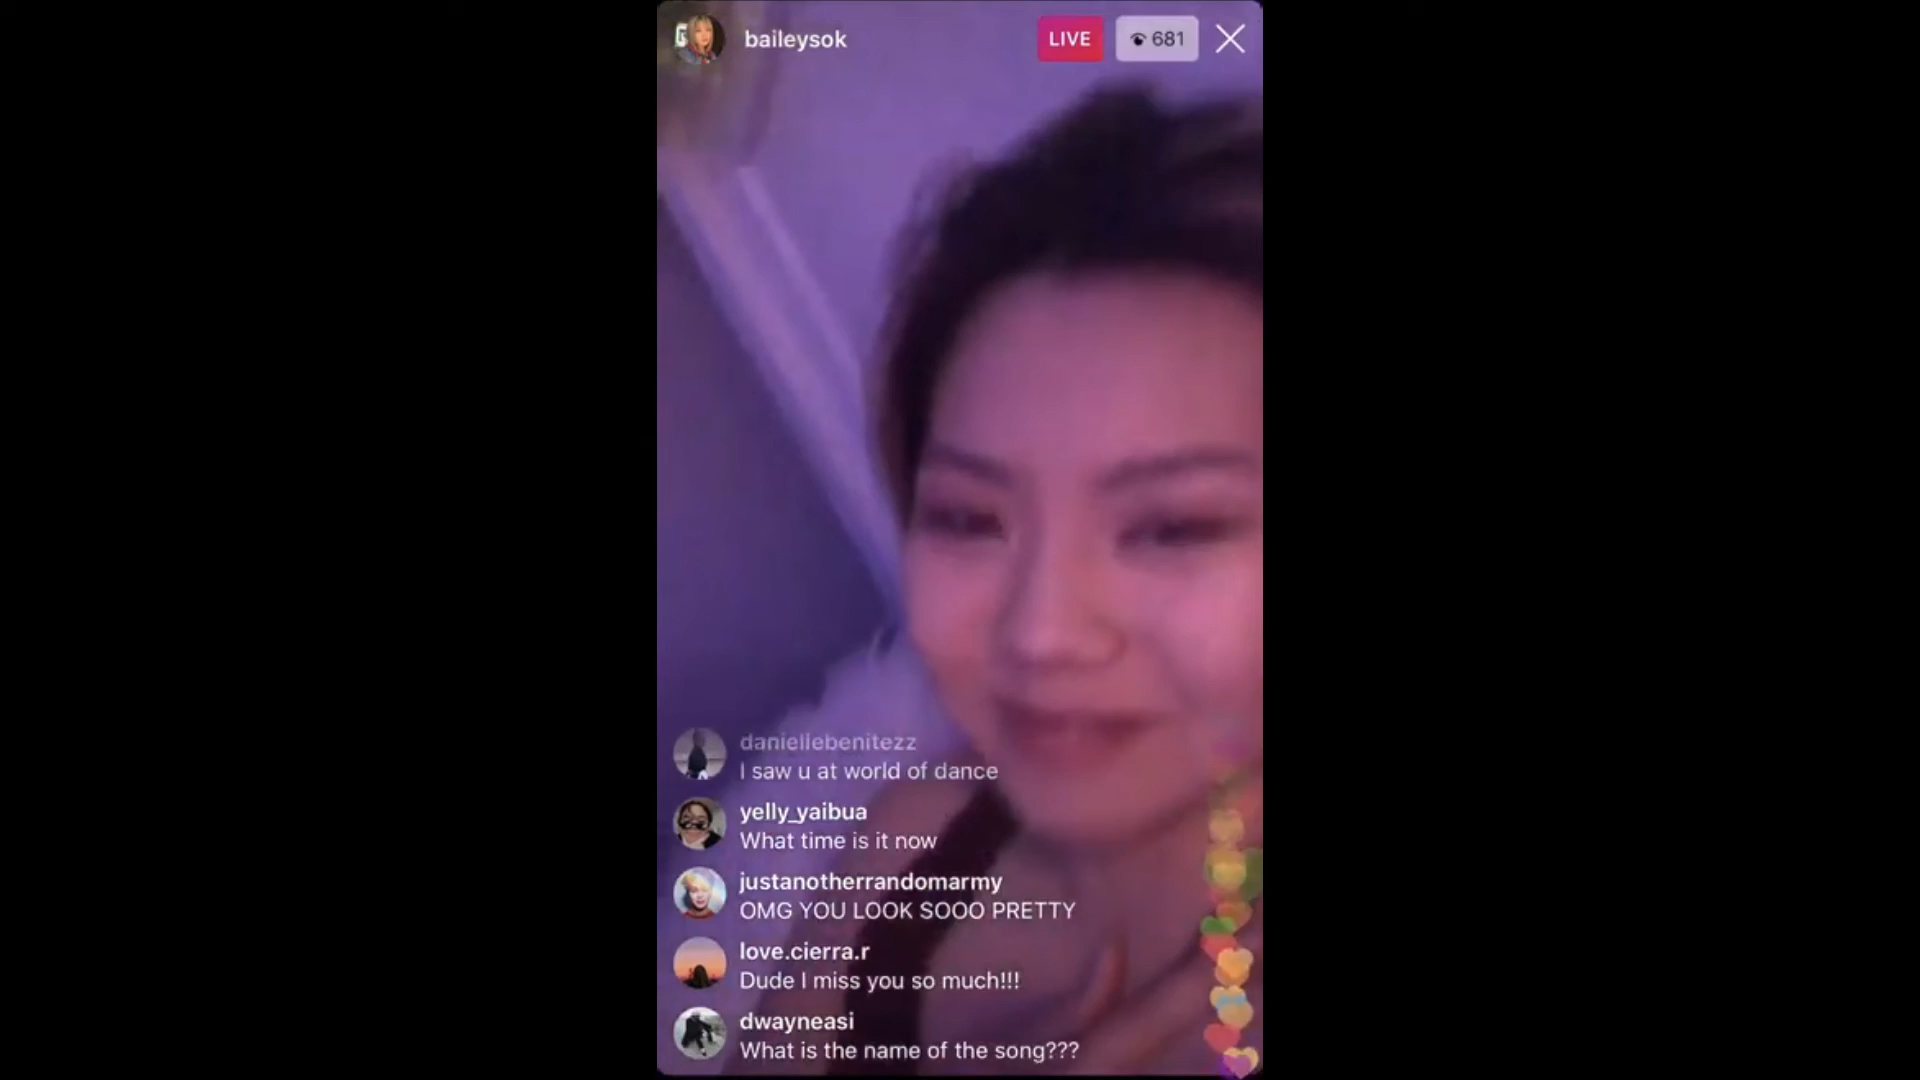 baileysok
LIVE
681
daniellebenitezz
I saw u at world of dance
yelly_yaibua
What time is it now
justanotherrandomarmy
OMG YOU LOOK SOOO PRETTY
love.cierra.r
Dude I miss you so much!!!
dwayneasi
What is the name of the song???